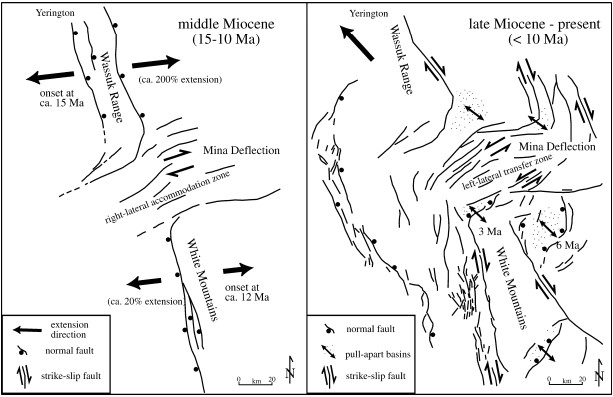 Yerington
middle Miocene
(15-10 Ma)
Wassuk Range
(ca. 200% extension)
onset at
ca. 15 Ma
Mina Deflection
right-lateral accommodation zone
White Mountains
(ca. 20% extension)
onset at
ca. 12 Ma
extension
direction
normal fault
strike-slip fault
0 km 20
N
Yerington
late Miocene - present
(< 10 Ma)
Wassuk Range
Mina Deflection
left-lateral transfer zone
3 Ma
6 Ma
White Mountains
normal fault
pull-apart basins
strike-slip fault
0 km 20
N